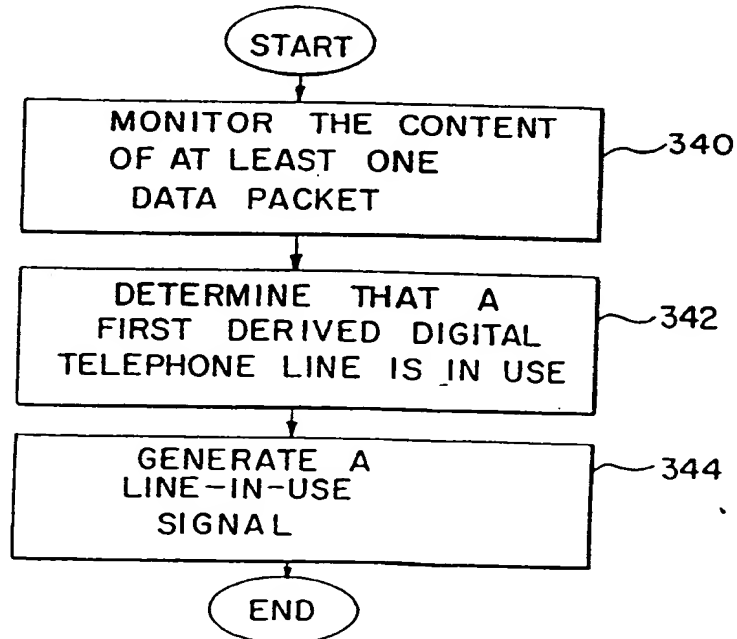 START
MONITOR THE CONTENT
OF AT LEAST ONE
DATA PACKET
340
DETERMINE THAT A
FIRST DERIVED DIGITAL
TELEPHONE LINE IS IN USE
342
GENERATE A
LINE-IN-USE
SIGNAL
344
END